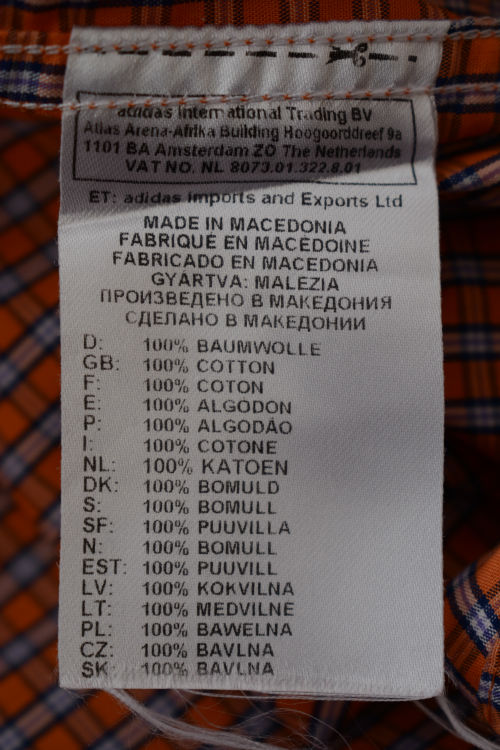 adidas International Trading BV
Atlas Arena-Afrika Building Hoogoorddreef 9a
1101 BA Amsterdam ZO The Netherlands
VAT NO. NL 8073.01.322.8.01
ET: adidas Imports and Exports Ltd
MADE IN MACEDONIA
FABRIQUÉ EN MACÉDOINE
FABRICADO EN MACEDONIA
GYÁRTVA: MALEZIA
ПРОИЗВЕДЕНО В МАКЕДОНИЯ
СДЕЛАНО В МАКЕДОНИИ
D: 100% BAUMWOLLE
GB: 100% COTTON
F: 100% COTON
E: 100% ALGODON
P: 100% ALGODÃO
I: 100% COTONE
NL: 100% KATOEN
DK: 100% BOMULD
S: 100% BOMULL
SF: 100% PUUVILLA
N: 100% BOMULL
EST: 100% PUUVILL
LV: 100% KOKVILNA
LT: 100% MEDVILNE
PL: 100% BAWELNA
CZ: 100% BAVLNA
SK: 100% BAVLNA